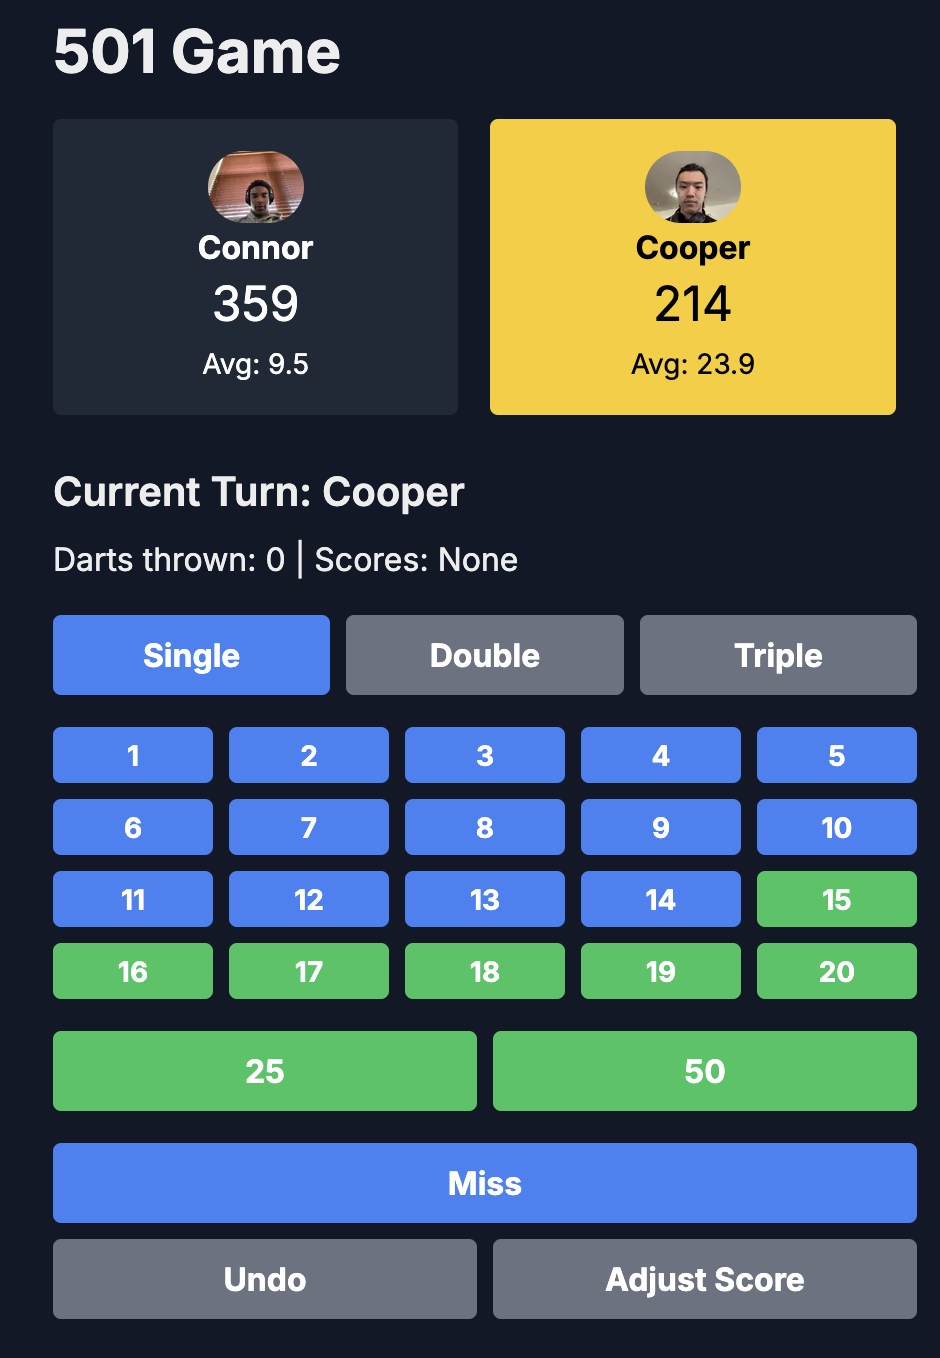 501 Game
Connor
359
Avg: 9.5
Cooper
214
Avg: 23.9
Current Turn: Cooper
Darts thrown: 0 | Scores: None
Single Double Triple
1 2 3 4 5
6 7 8 9 10
11 12 13 14 15
16 17 18 19 20
25 50
Miss
Undo Adjust Score